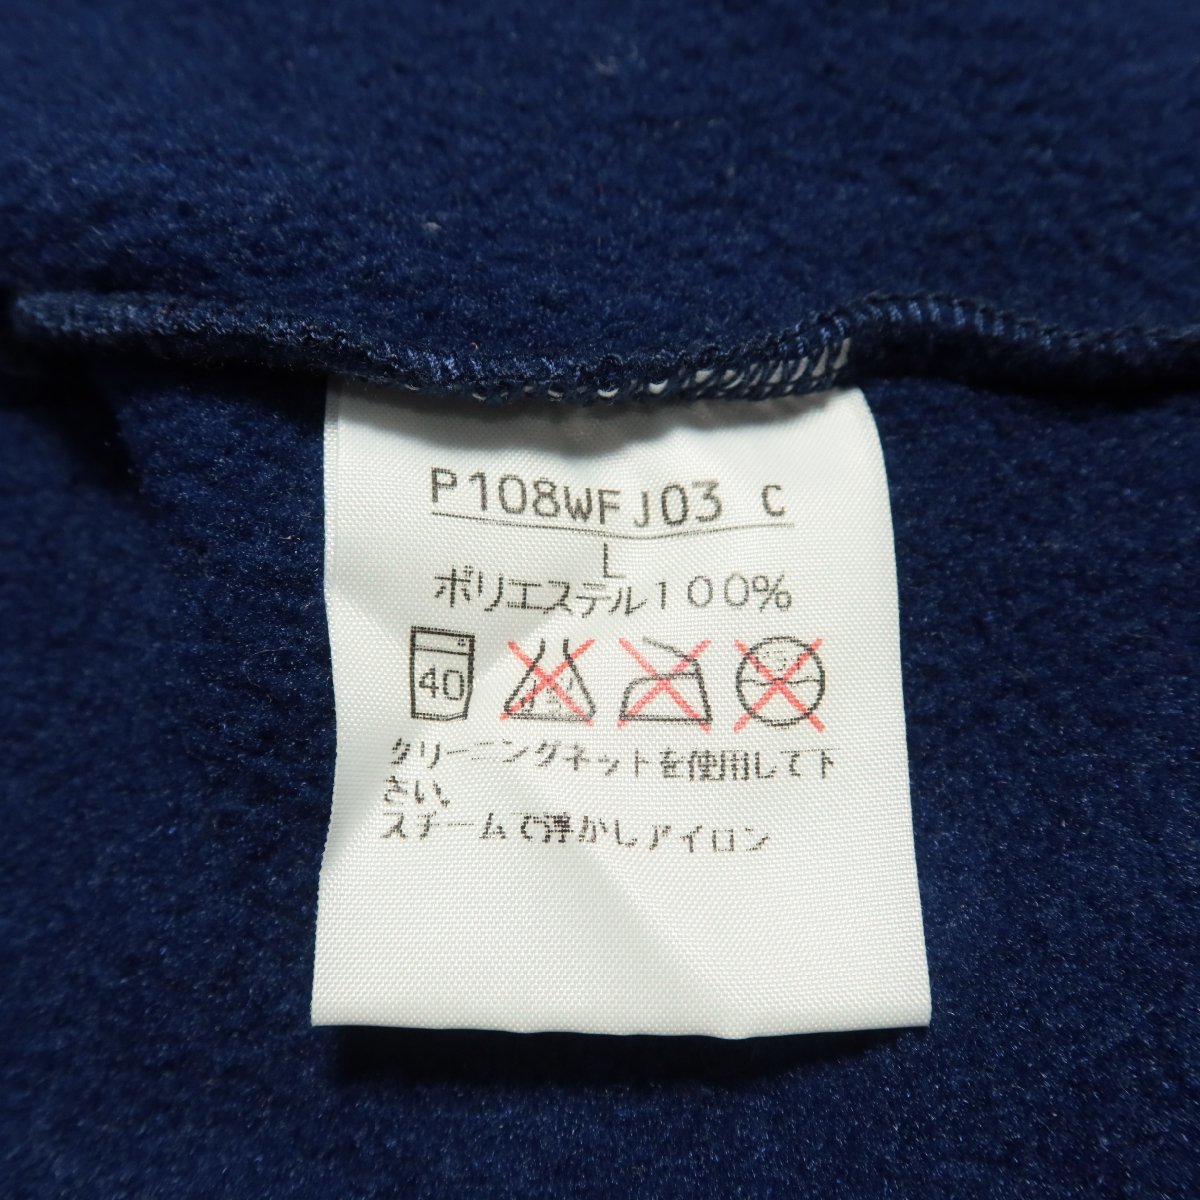 P108WFJ03 C
L
ポリエステル100%
40
クリーニングネットを使用して下
さい。
スチームで浮かしアイロン